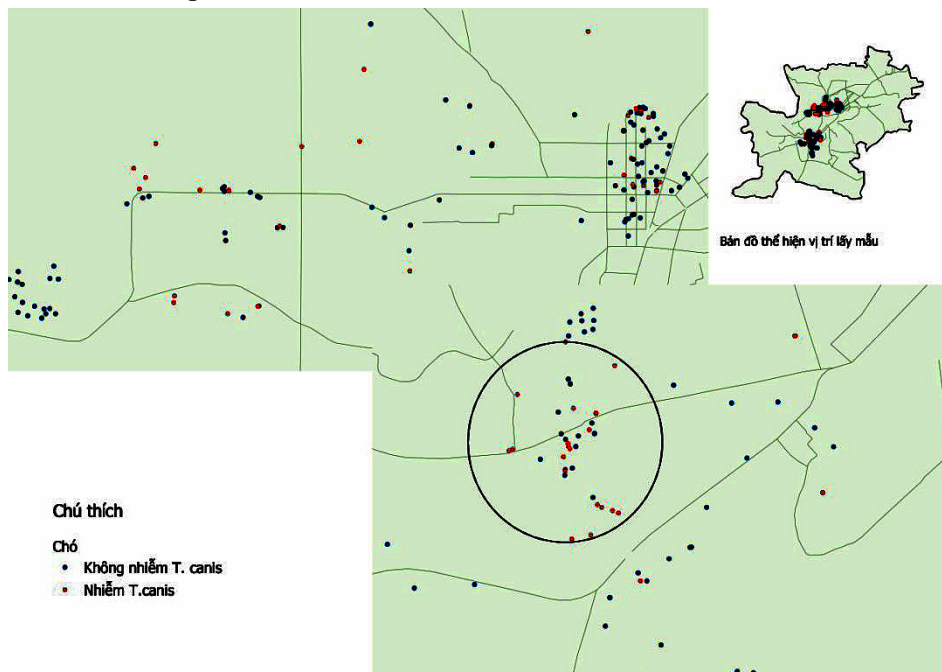 Bản đồ thể hiện vị trí lấy mẫu
Chú thích
Chó
Không nhiễm T. canis
Nhiễm T.canis